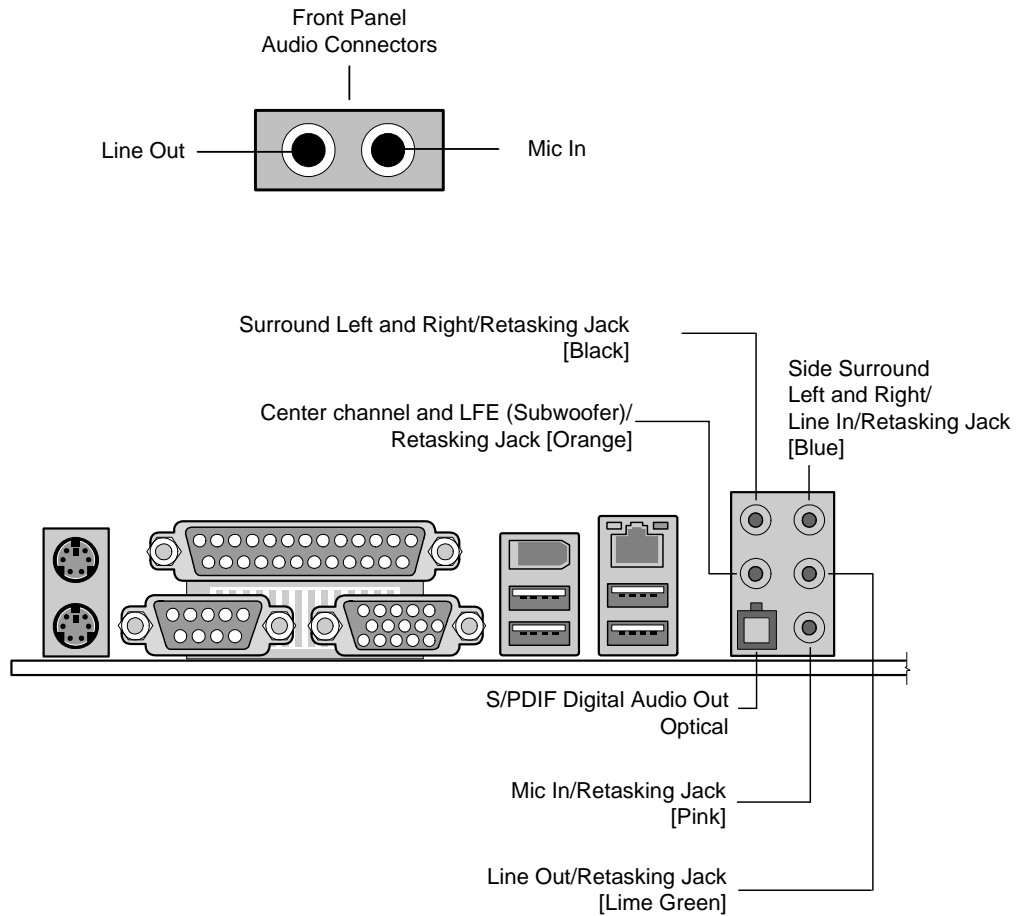 Front Panel
Audio Connectors
Line Out
Mic In
Surround Left and Right/Retasking Jack
[Black]
Side Surround
Left and Right/
Line In/Retasking Jack
[Blue]
Center channel and LFE (Subwoofer)/
Retasking Jack [Orange]
S/PDIF Digital Audio Out
Optical
Mic In/Retasking Jack
[Pink]
Line Out/Retasking Jack
[Lime Green]